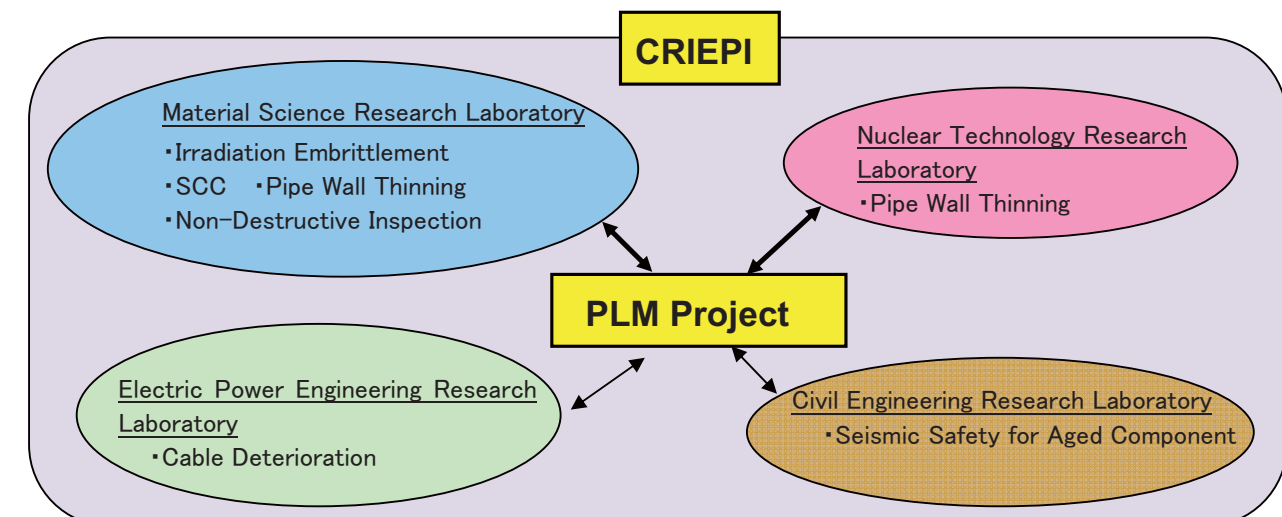 CRIEPI
Material Science Research Laboratory
・Irradiation Embrittlement
・SCC ・Pipe Wall Thinning
・Non-Destructive Inspection
Nuclear Technology Research
Laboratory
・Pipe Wall Thinning
PLM Project
Electric Power Engineering Research
Laboratory
・Cable Deterioration
Civil Engineering Research Laboratory
・Seismic Safety for Aged Component